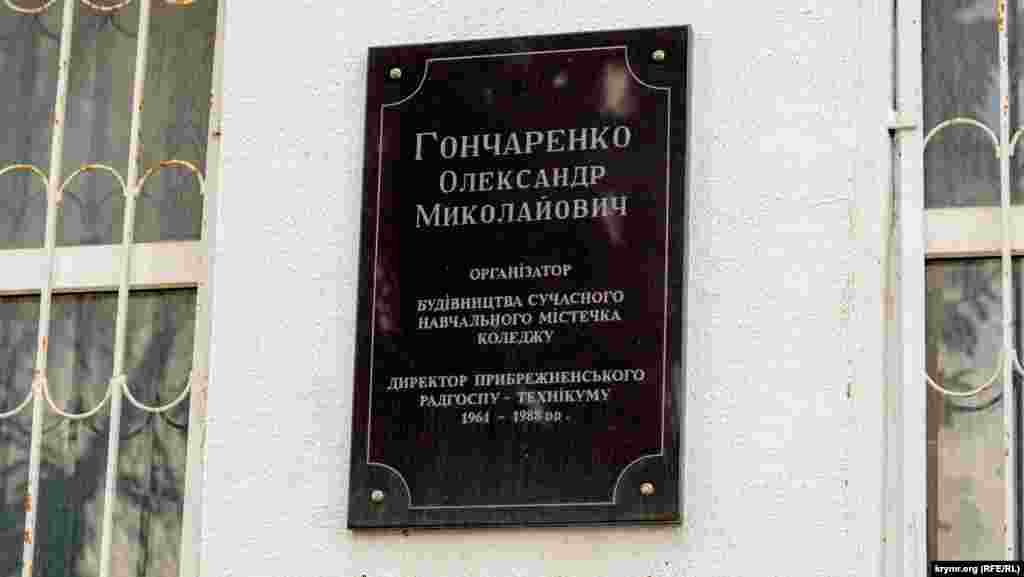 Гончаренко
Олександр
Миколайович
організатор
будівництва сучасного
навчального містечка
коледжу
директор Прибрежненського
радгоспу - технікуму
1961 - 1988 рр.
krymr.org (RFE/RL)